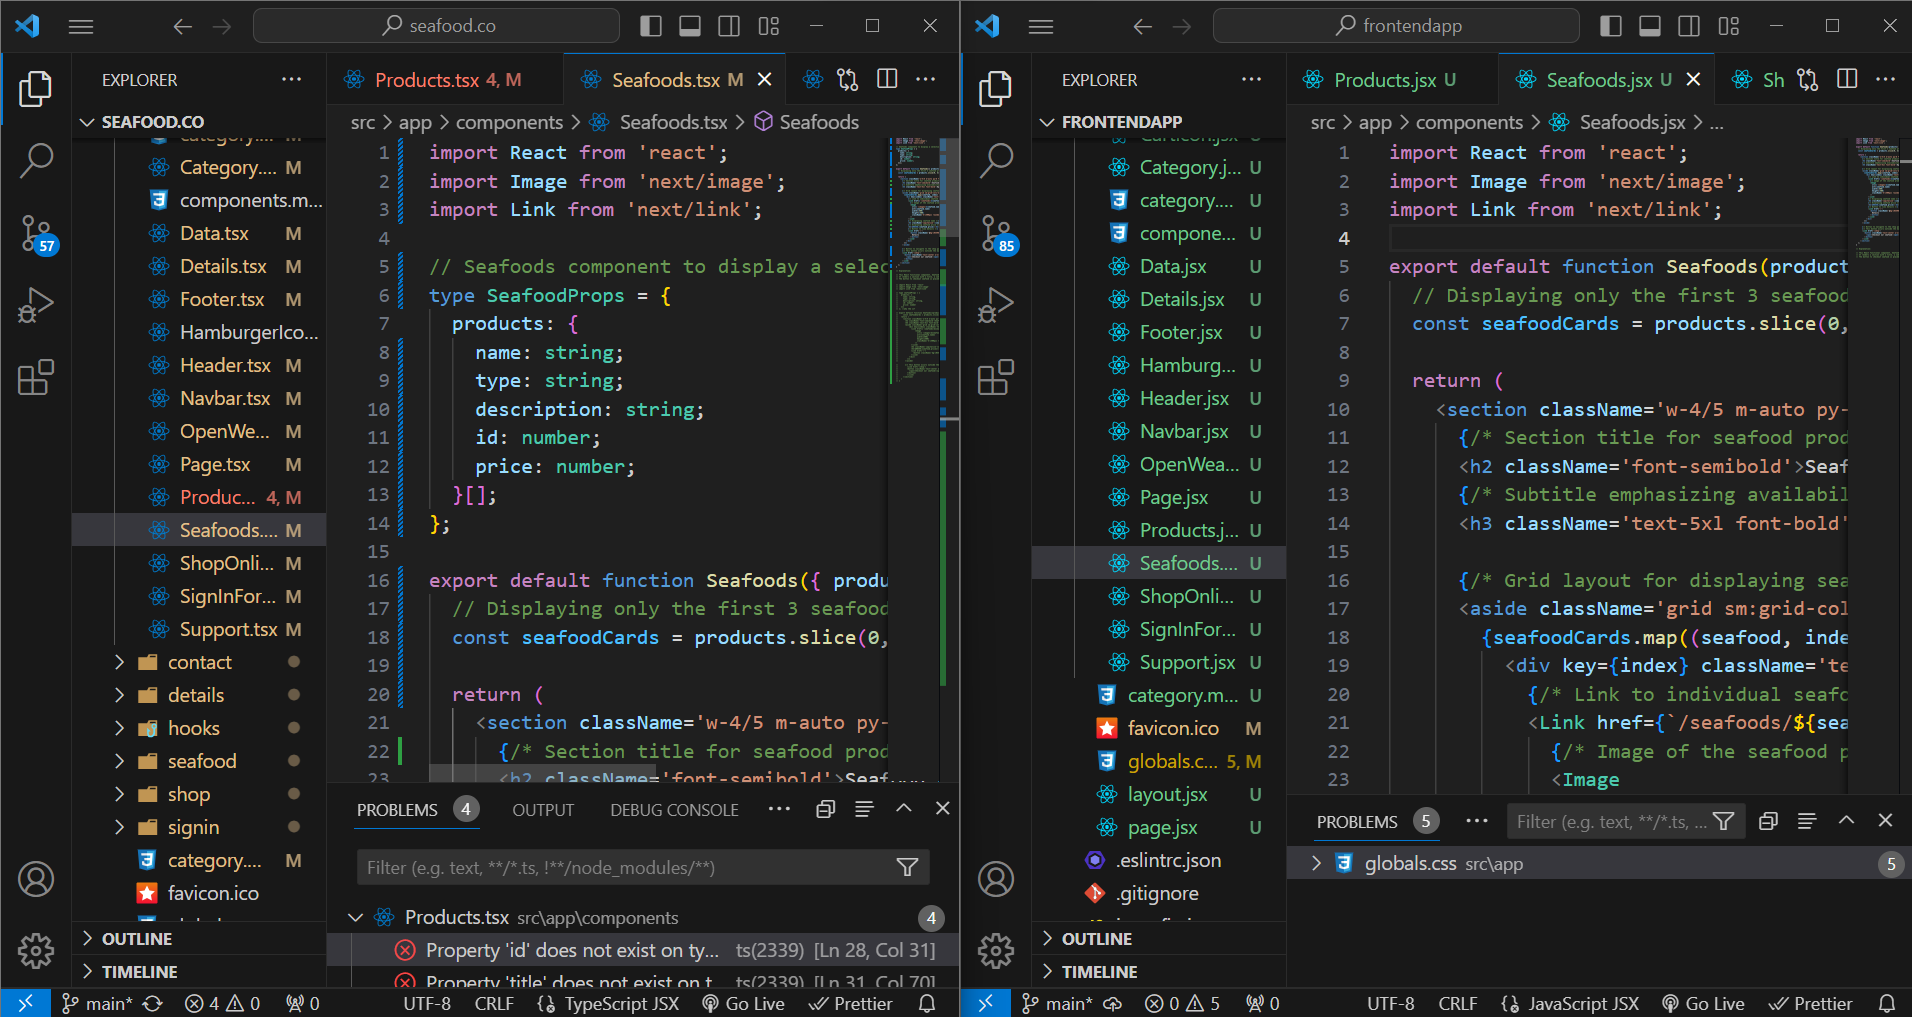 seafood.co
EXPLORER
SEAFOOD.CO
Category.... M
components.m...
Data.tsx M
Details.tsx M
Footer.tsx M
HamburgerIco...
Header.tsx M
Navbar.tsx M
OpenWe... M
Page.tsx M
Produc... 4, M
Seafoods.... M
ShopOnli... M
SignInFor... M
Support.tsx M
contact
details
hooks
seafood
shop
signin
category.... M
favicon.ico
OUTLINE
TIMELINE
57
Products.tsx 4, M
Seafoods.tsx M
src > app > components > Seafoods.tsx > Seafoods
1 import React from 'react';
2 import Image from 'next/image';
3 import Link from 'next/link';
4
5 // Seafoods component to display a selec
6 type SeafoodProps = {
7 products: {
8 name: string;
9 type: string;
10 description: string;
11 id: number;
12 price: number;
13 }[];
14 };
15
16 export default function Seafoods({ produ
17 // Displaying only the first 3 seafood
18 const seafoodCards = products.slice(0,
19
20 return (
21 <section className='w-4/5 m-auto py-
22 {/* Section title for seafood prod
23 <h2 className='font-semibold'>Seafood
PROBLEMS 4 OUTPUT DEBUG CONSOLE
Filter (e.g. text, **/*.ts, !**/node_modules/**)
Products.tsx src\app\components 4
Property 'id' does not exist on ty... ts(2339) [Ln 28, Col 31]
Property 'title' does not exist on t... ts(2339) [Ln 31, Col 70]
main* 4 0 0 UTF-8 CRLF {} TypeScript JSX Go Live Prettier
frontendapp
EXPLORER
FRONTENDAPP
CartIcon.jsx U
Category.j... U
category.... U
compone... U
Data.jsx U
Details.jsx U
Footer.jsx U
Hamburg... U
Header.jsx U
Navbar.jsx U
OpenWea... U
Page.jsx U
Products.j... U
Seafoods.... U
ShopOnli... U
SignInFor... U
Support.jsx U
category.m... U
favicon.ico M
globals.c... 5, M
layout.jsx U
page.jsx U
.eslintrc.json
.gitignore
OUTLINE
TIMELINE
85
Products.jsx U
Seafoods.jsx U
Sh
src > app > components > Seafoods.jsx > ...
1 import React from 'react';
2 import Image from 'next/image';
3 import Link from 'next/link';
4
5 export default function Seafoods(product
6 // Displaying only the first 3 seafood
7 const seafoodCards = products.slice(0,
8
9 return (
10 <section className='w-4/5 m-auto py-
11 {/* Section title for seafood prod
12 <h2 className='font-semibold'>Seaf
13 {/* Subtitle emphasizing availabil
14 <h3 className='text-5xl font-bold'
15
16 {/* Grid layout for displaying sea
17 <aside className='grid sm:grid-col
18 {seafoodCards.map((seafood, inde
19 <div key={index} className='te
20 {/* Link to individual seafo
21 <Link href={`/seafoods/${sea
22 {/* Image of the seafood p
23 <Image
PROBLEMS 5
Filter (e.g. text, **/*.ts, ...
globals.css src\app 5
main* 0 5 0 UTF-8 CRLF {} JavaScript JSX Go Live Prettier